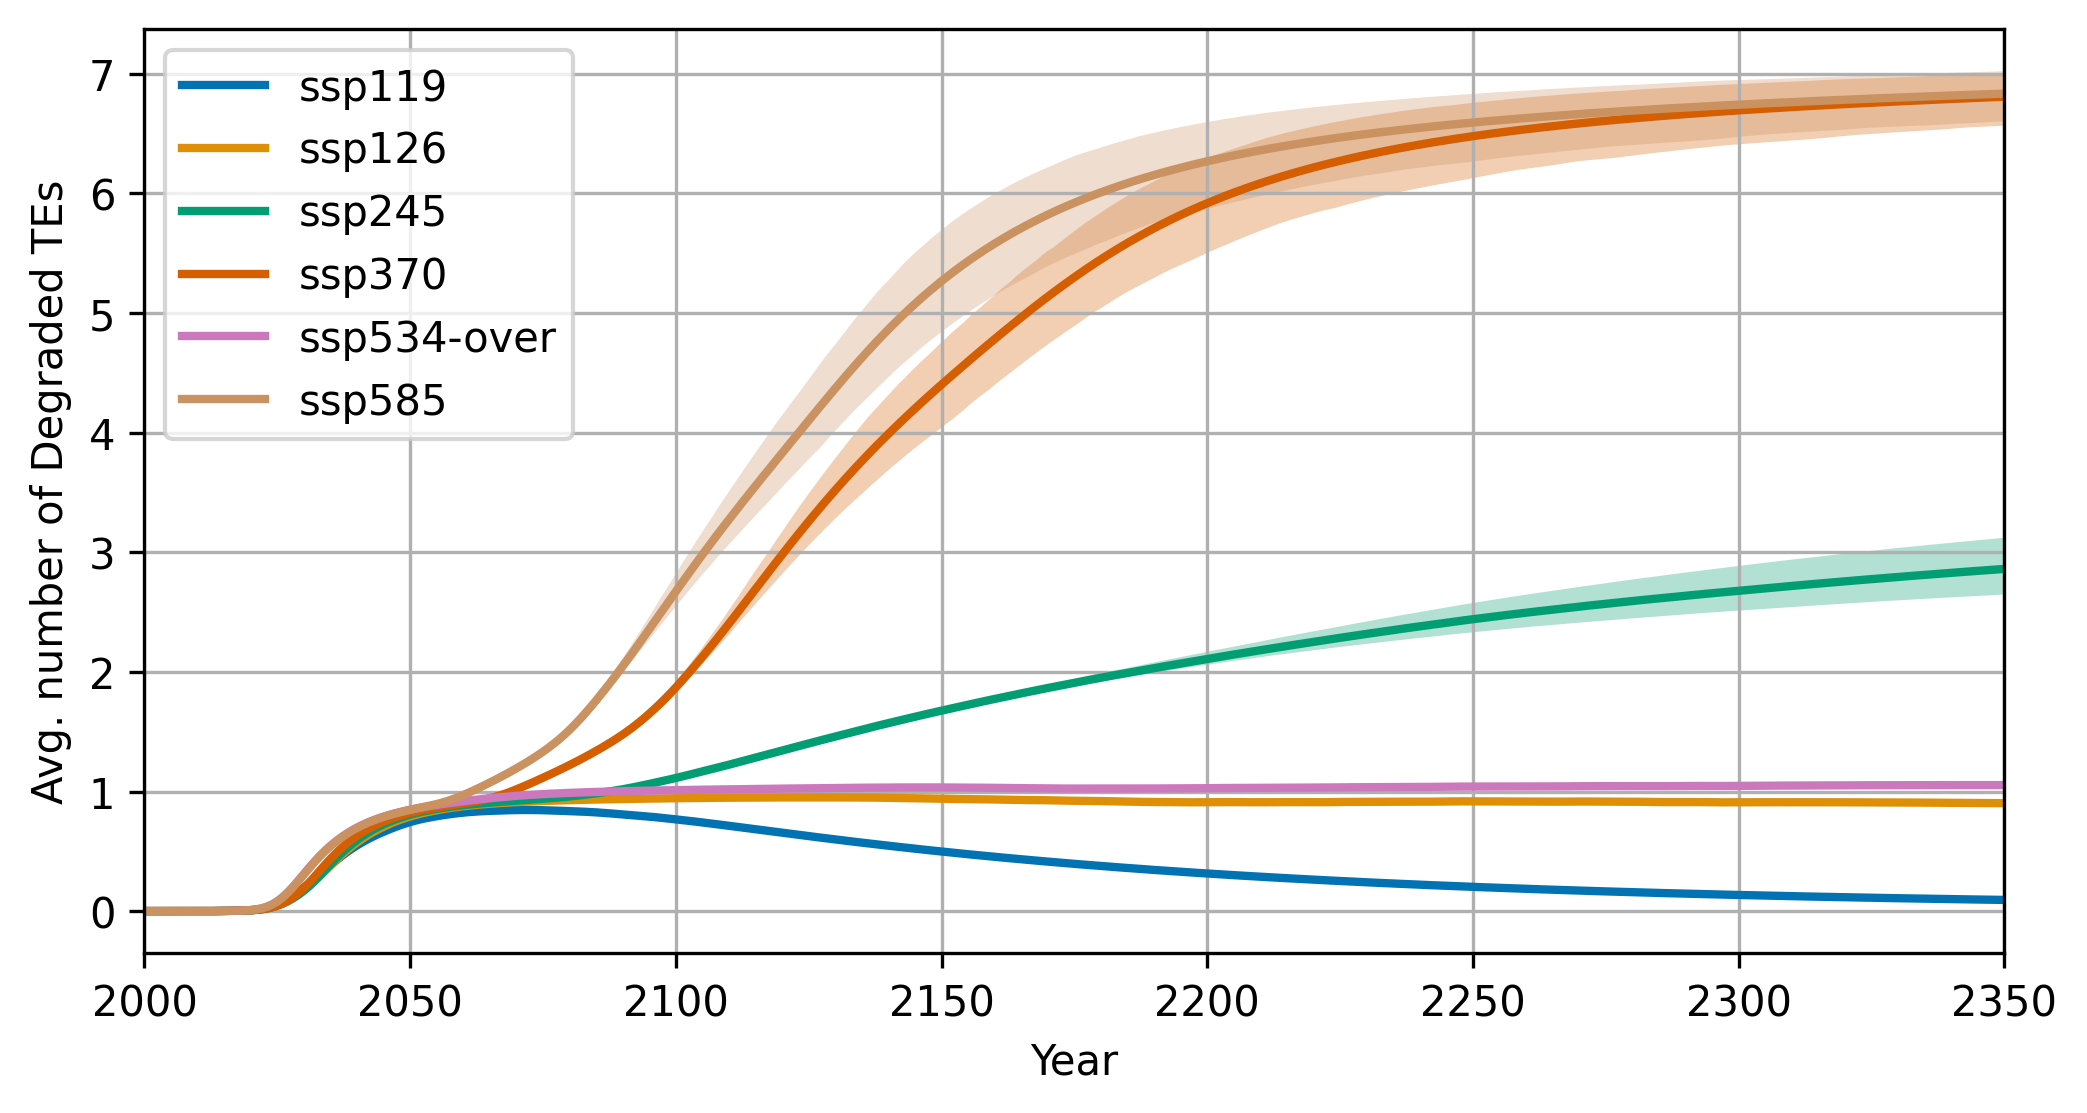 7
6
5
4
3
2
1
0
Avg. number of Degraded TEs
ssp119
ssp126
ssp245
ssp370
ssp534-over
ssp585
2000 2050 2100 2150 2200 2250 2300 2350
Year